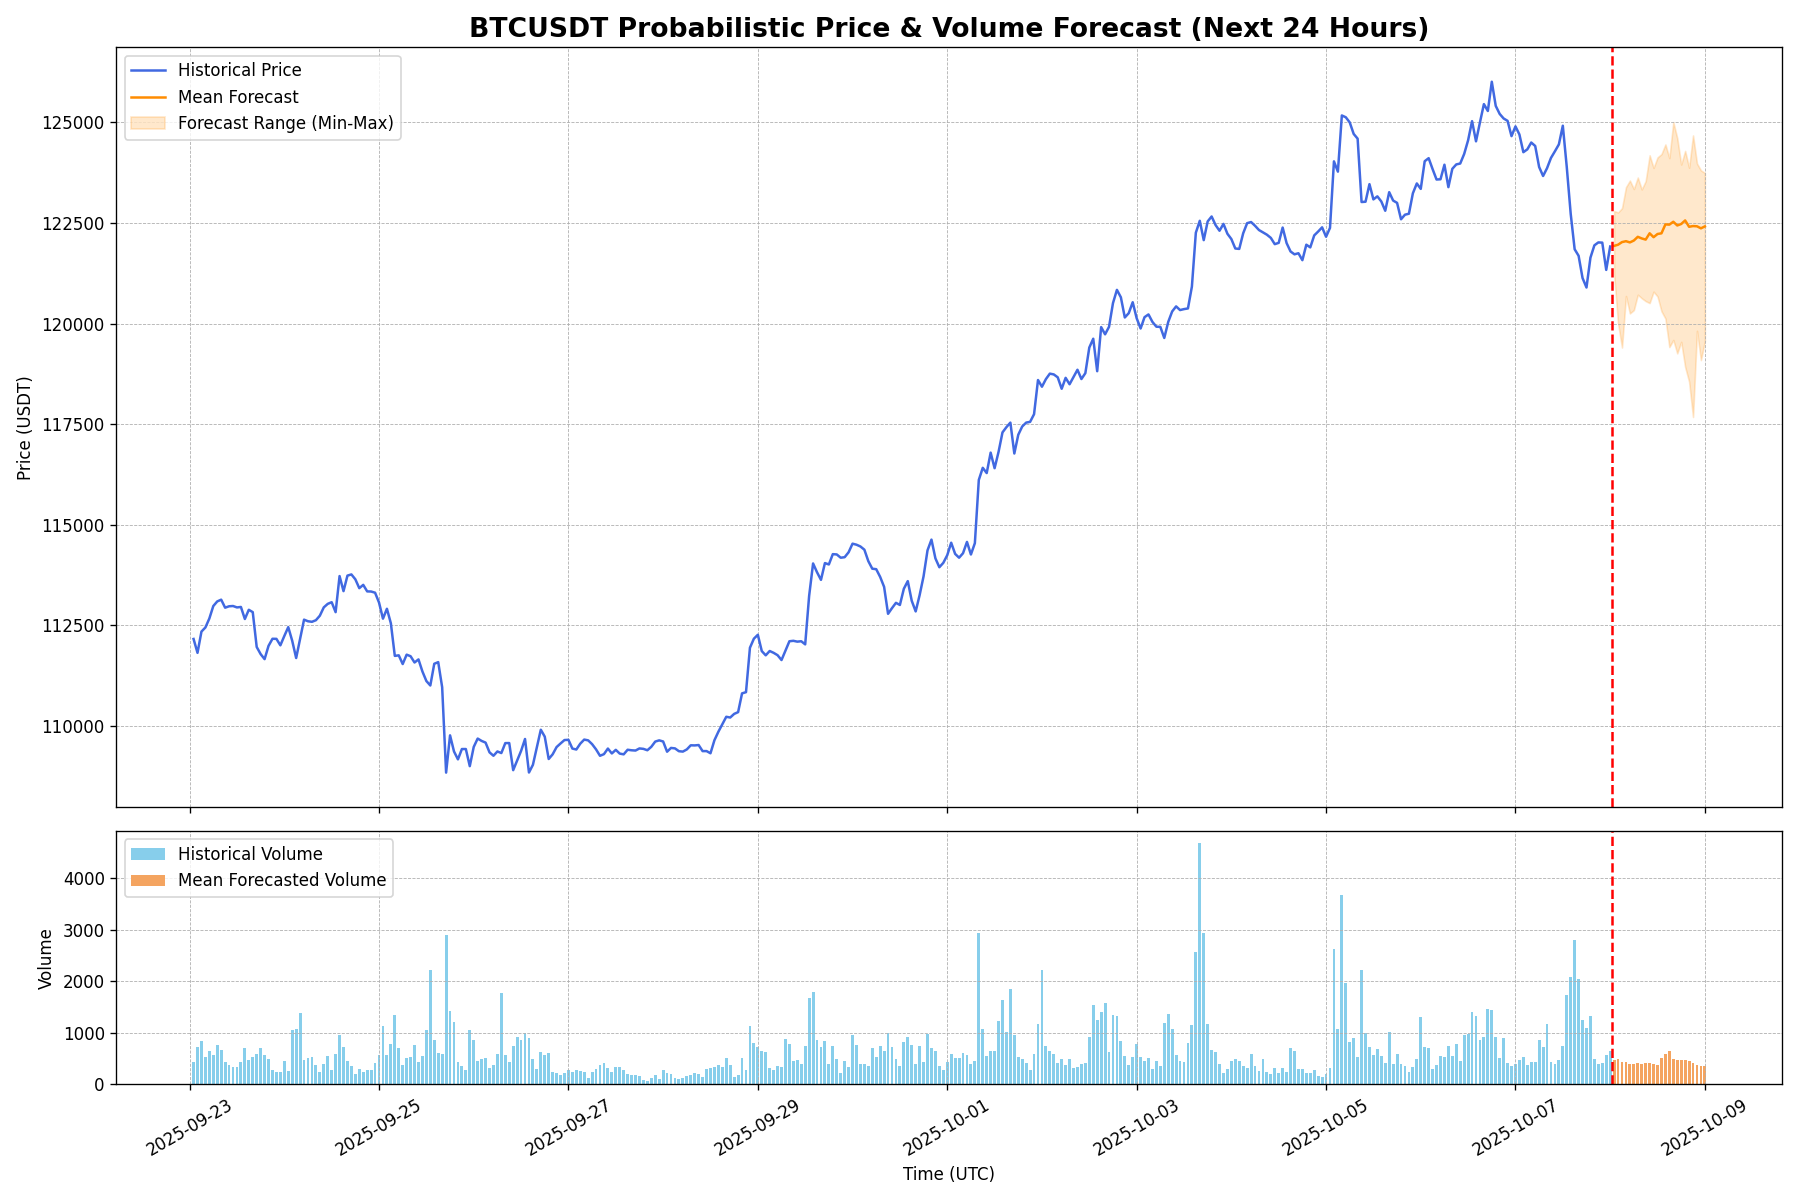 BTCUSDT Probabilistic Price & Volume Forecast (Next 24 Hours)
Historical Price
Mean Forecast
Forecast Range (Min-Max)
125000
122500
120000
117500
115000
112500
110000
Price (USDT)
Historical Volume
Mean Forecasted Volume
4000
3000
2000
1000
0
Volume
2025-09-23
2025-09-25
2025-09-27
2025-09-29
2025-10-01
2025-10-03
2025-10-05
2025-10-07
2025-10-09
Time (UTC)